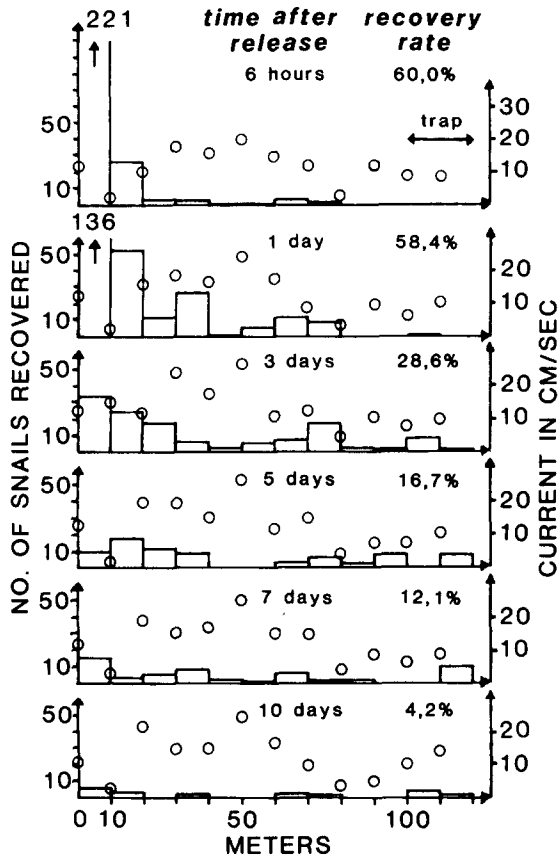 221
time after release
recovery rate
6 hours 60,0%
trap
50
10
30
20
10
136
1 day 58,4%
50
10
20
10
3 days 28,6%
50
10
20
10
5 days 16,7%
50
10
20
10
7 days 12,1%
50
10
20
10
10 days 4,2%
50
10
20
10
0 10 50 100
METERS
NO. OF SNAILS RECOVERED
CURRENT IN CM/SEC